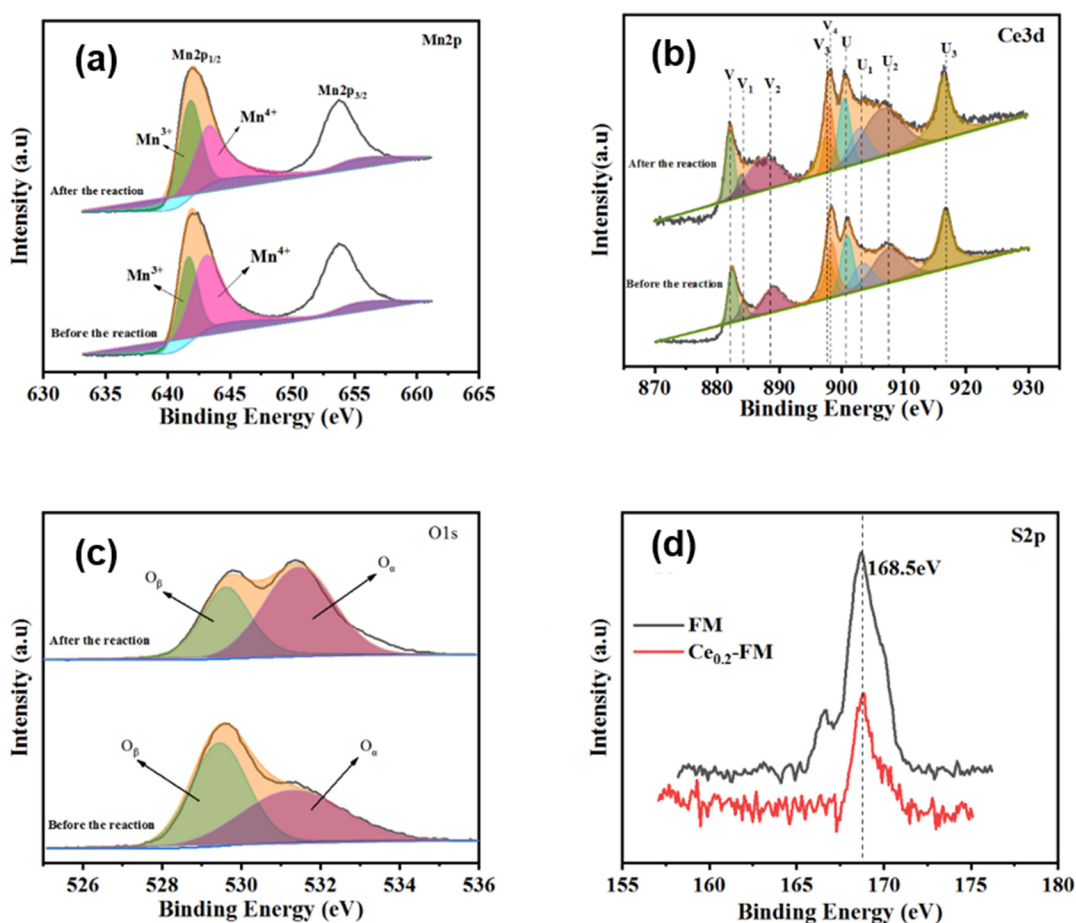 (a)
Mn2p
Mn2p1/2
Mn2p3/2
Mn3+
Mn4+
After the reaction
Mn3+
Mn4+
Before the reaction
Intensity (a.u)
630 635 640 645 650 655 660 665
Binding Energy (eV)
(b)
Ce3d
V V1 V2 V3 V4 U U1 U2 U3
After the reaction
Before the reaction
Intensity(a.u)
870 880 890 900 910 920 930
Binding Energy (eV)
(c)
O1s
Oβ
Oα
After the reaction
Oβ
Oα
Before the reaction
Intensity (a.u)
526 528 530 532 534 536
Binding Energy (eV)
(d)
S2p
168.5eV
FM
Ce0.2-FM
Intensity (a.u)
155 160 165 170 175 180
Binding Energy (eV)